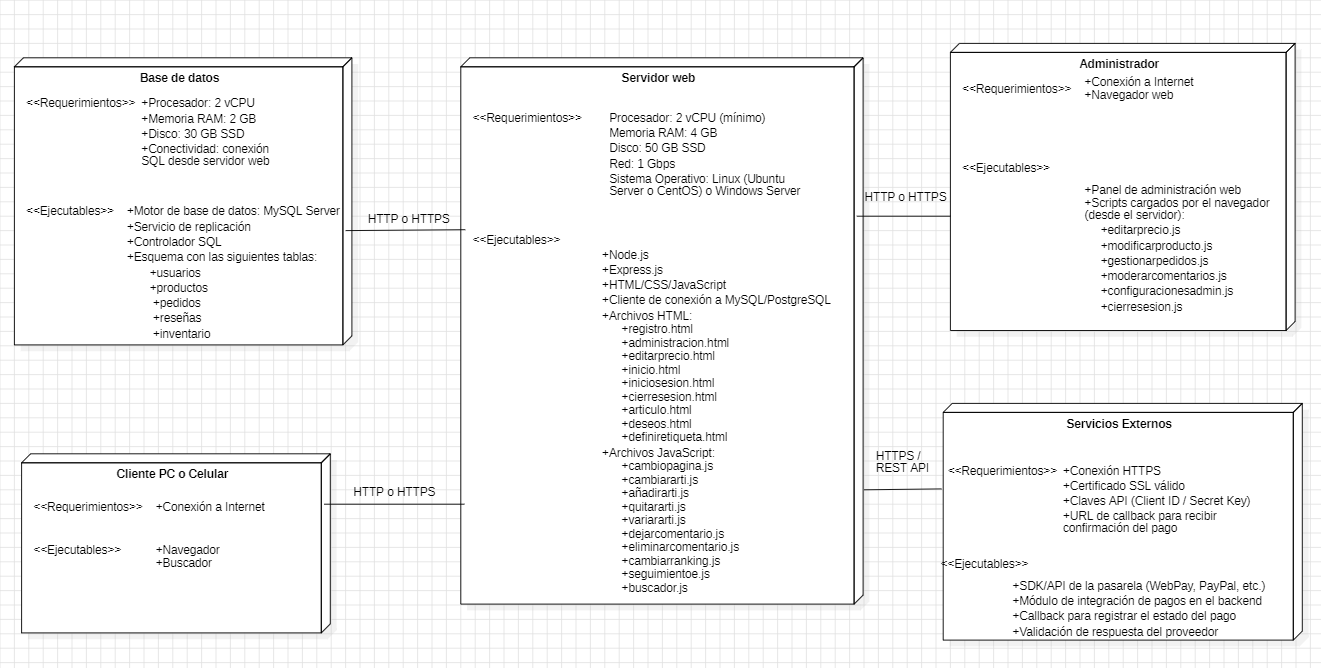 Base de datos
<<Requerimientos>> +Procesador: 2 vCPU
+Memoria RAM: 2 GB
+Disco: 30 GB SSD
+Conectividad: conexión
SQL desde servidor web
<<Ejecutables>> +Motor de base de datos: MySQL Server
+Servicio de replicación
+Controlador SQL
+Esquema con las siguientes tablas:
+usuarios
+productos
+pedidos
+reseñas
+inventario
HTTP o HTTPS
Servidor web
<<Requerimientos>> Procesador: 2 vCPU (mínimo)
Memoria RAM: 4 GB
Disco: 50 GB SSD
Red: 1 Gbps
Sistema Operativo: Linux (Ubuntu
Server o CentOS) o Windows Server
<<Ejecutables>>
+Node.js
+Express.js
+HTML/CSS/JavaScript
+Cliente de conexión a MySQL/PostgreSQL
+Archivos HTML:
+registro.html
+administracion.html
+editarprecio.html
+inicio.html
+iniciosesion.html
+cierresesion.html
+articulo.html
+deseos.html
+definiretiqueta.html
+Archivos JavaScript:
+cambiopagina.js
+cambiararti.js
+añadirarti.js
+quitararti.js
+variararti.js
+dejarcomentario.js
+eliminarcomentario.js
+cambiarranking.js
+seguimientoe.js
+buscador.js
HTTP o HTTPS
Administrador
<<Requerimientos>> +Conexión a Internet
+Navegador web
<<Ejecutables>>
+Panel de administración web
+Scripts cargados por el navegador
(desde el servidor):
+editarprecio.js
+modificarproducto.js
+gestionarpedidos.js
+moderarcomentarios.js
+configuracionesadmin.js
+cierresesion.js
Cliente PC o Celular
<<Requerimientos>> +Conexión a Internet
<<Ejecutables>> +Navegador
+Buscador
HTTP o HTTPS
HTTPS /
REST API
Servicios Externos
<<Requerimientos>> +Conexión HTTPS
+Certificado SSL válido
+Claves API (Client ID / Secret Key)
+URL de callback para recibir
confirmación del pago
<<Ejecutables>>
+SDK/API de la pasarela (WebPay, PayPal, etc.)
+Módulo de integración de pagos en el backend
+Callback para registrar el estado del pago
+Validación de respuesta del proveedor